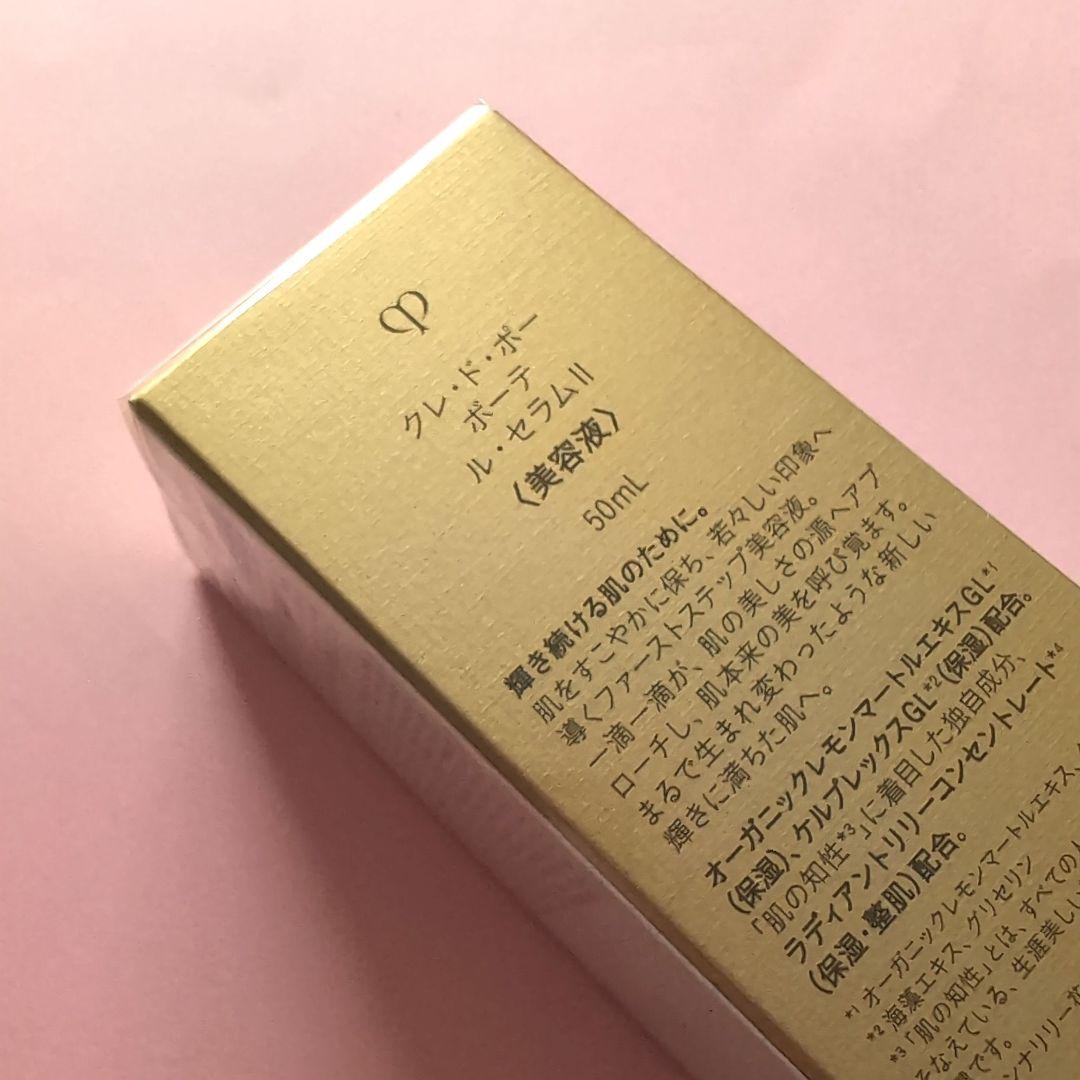 クレ・ド・ポー
ボーテ
ル・セラムⅡ
〈美容液〉
50mL
輝き続ける肌のために。
肌をすこやかに保ち、若々しい印象へ
導くファーストステップ美容液。
一滴一滴が、肌の美しさの源へアプ
ローチし、肌本来の美を呼び覚ます。
まるで生まれ変わったような新しい
輝きに満ちた肌へ。
オーガニックレモンマートルエキスGL*1
(保湿)、ケルプレックスGL*2(保湿)配合。
「肌の知性*3」に着目した独自成分、
ラディアントリリーコンセントレート*4
(保湿・整肌)配合。
*1 オーガニックレモンマートルエキス、
*2 海藻エキス、グリセリン
*3 「肌の知性」とは、すべての
そなえている、生涯美しい
です。
ンナリリー